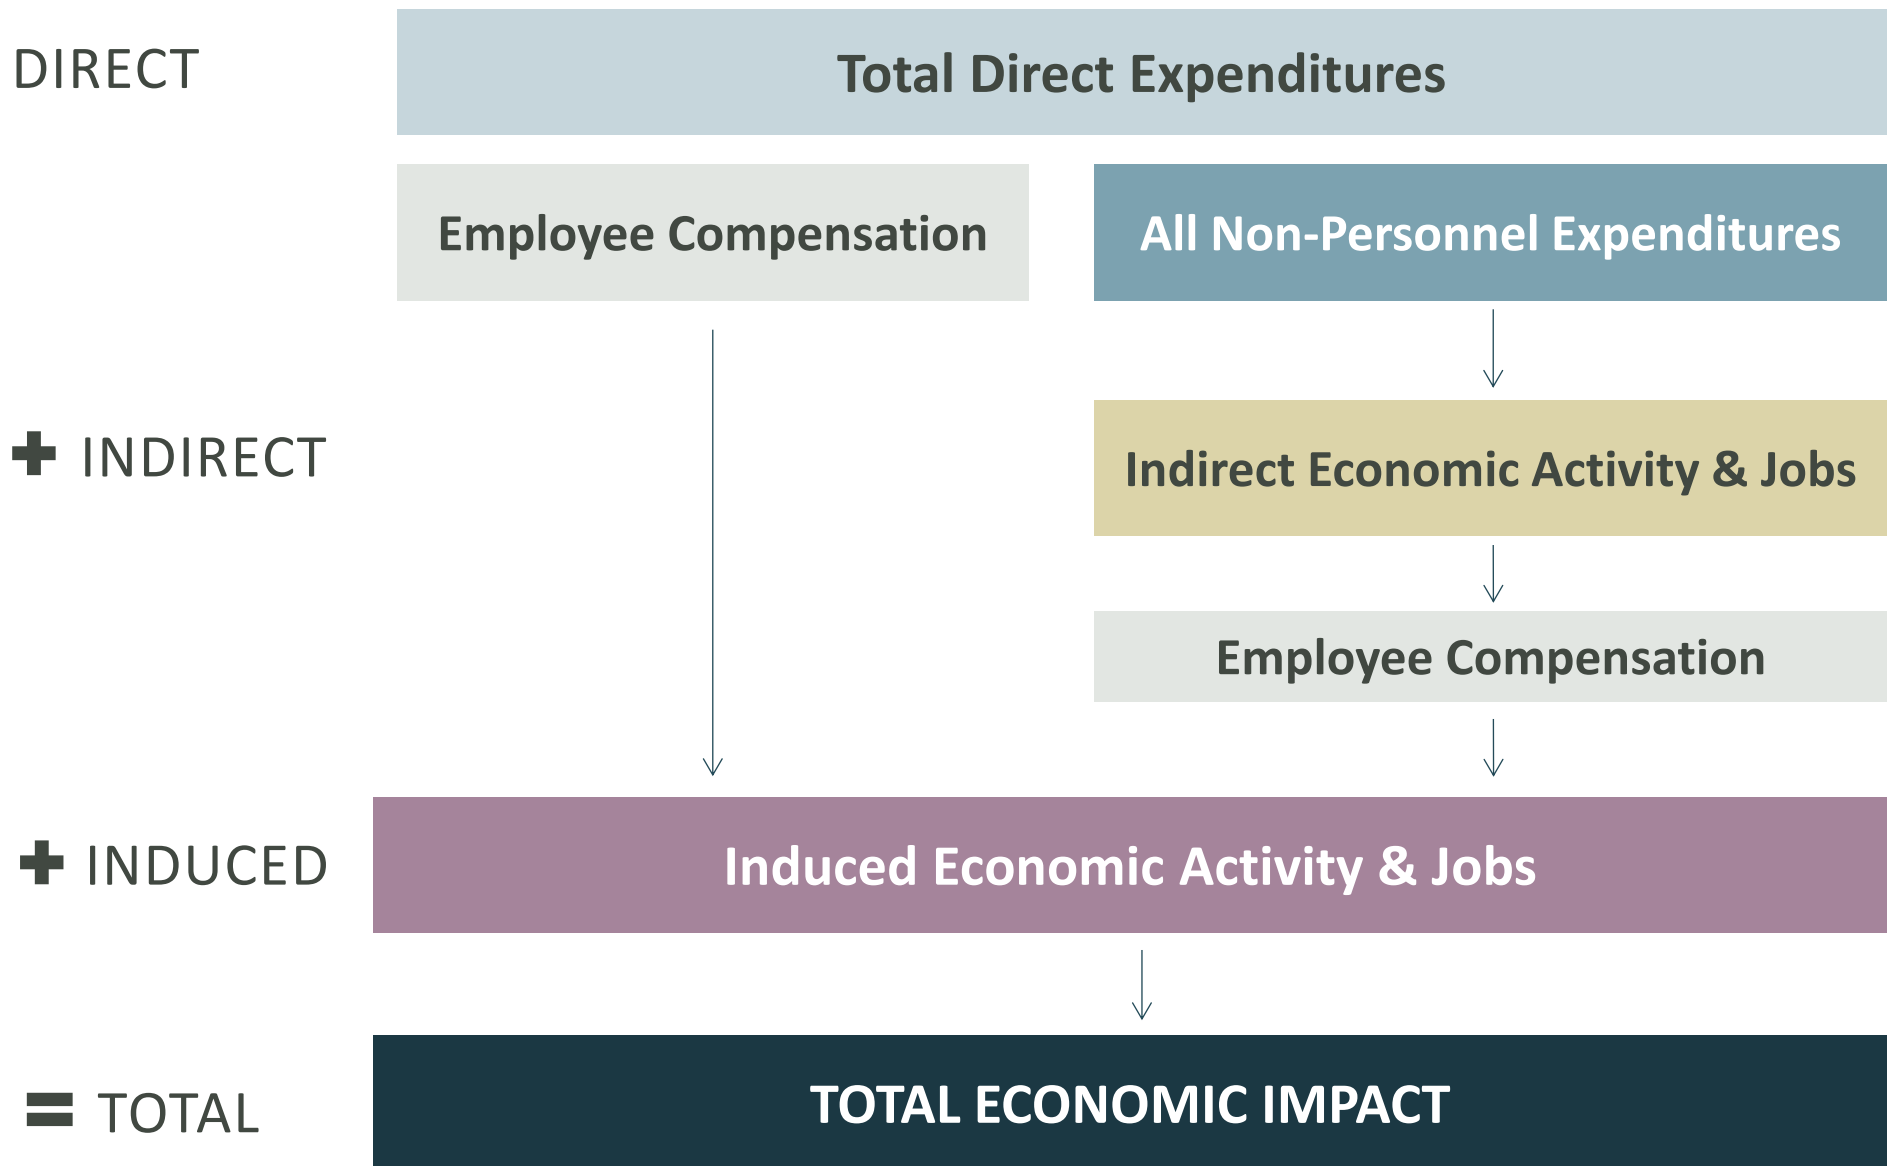 DIRECT
Total Direct Expenditures
Employee Compensation
All Non-Personnel Expenditures
+ INDIRECT
Indirect Economic Activity & Jobs
Employee Compensation
+ INDUCED
Induced Economic Activity & Jobs
= TOTAL
TOTAL ECONOMIC IMPACT